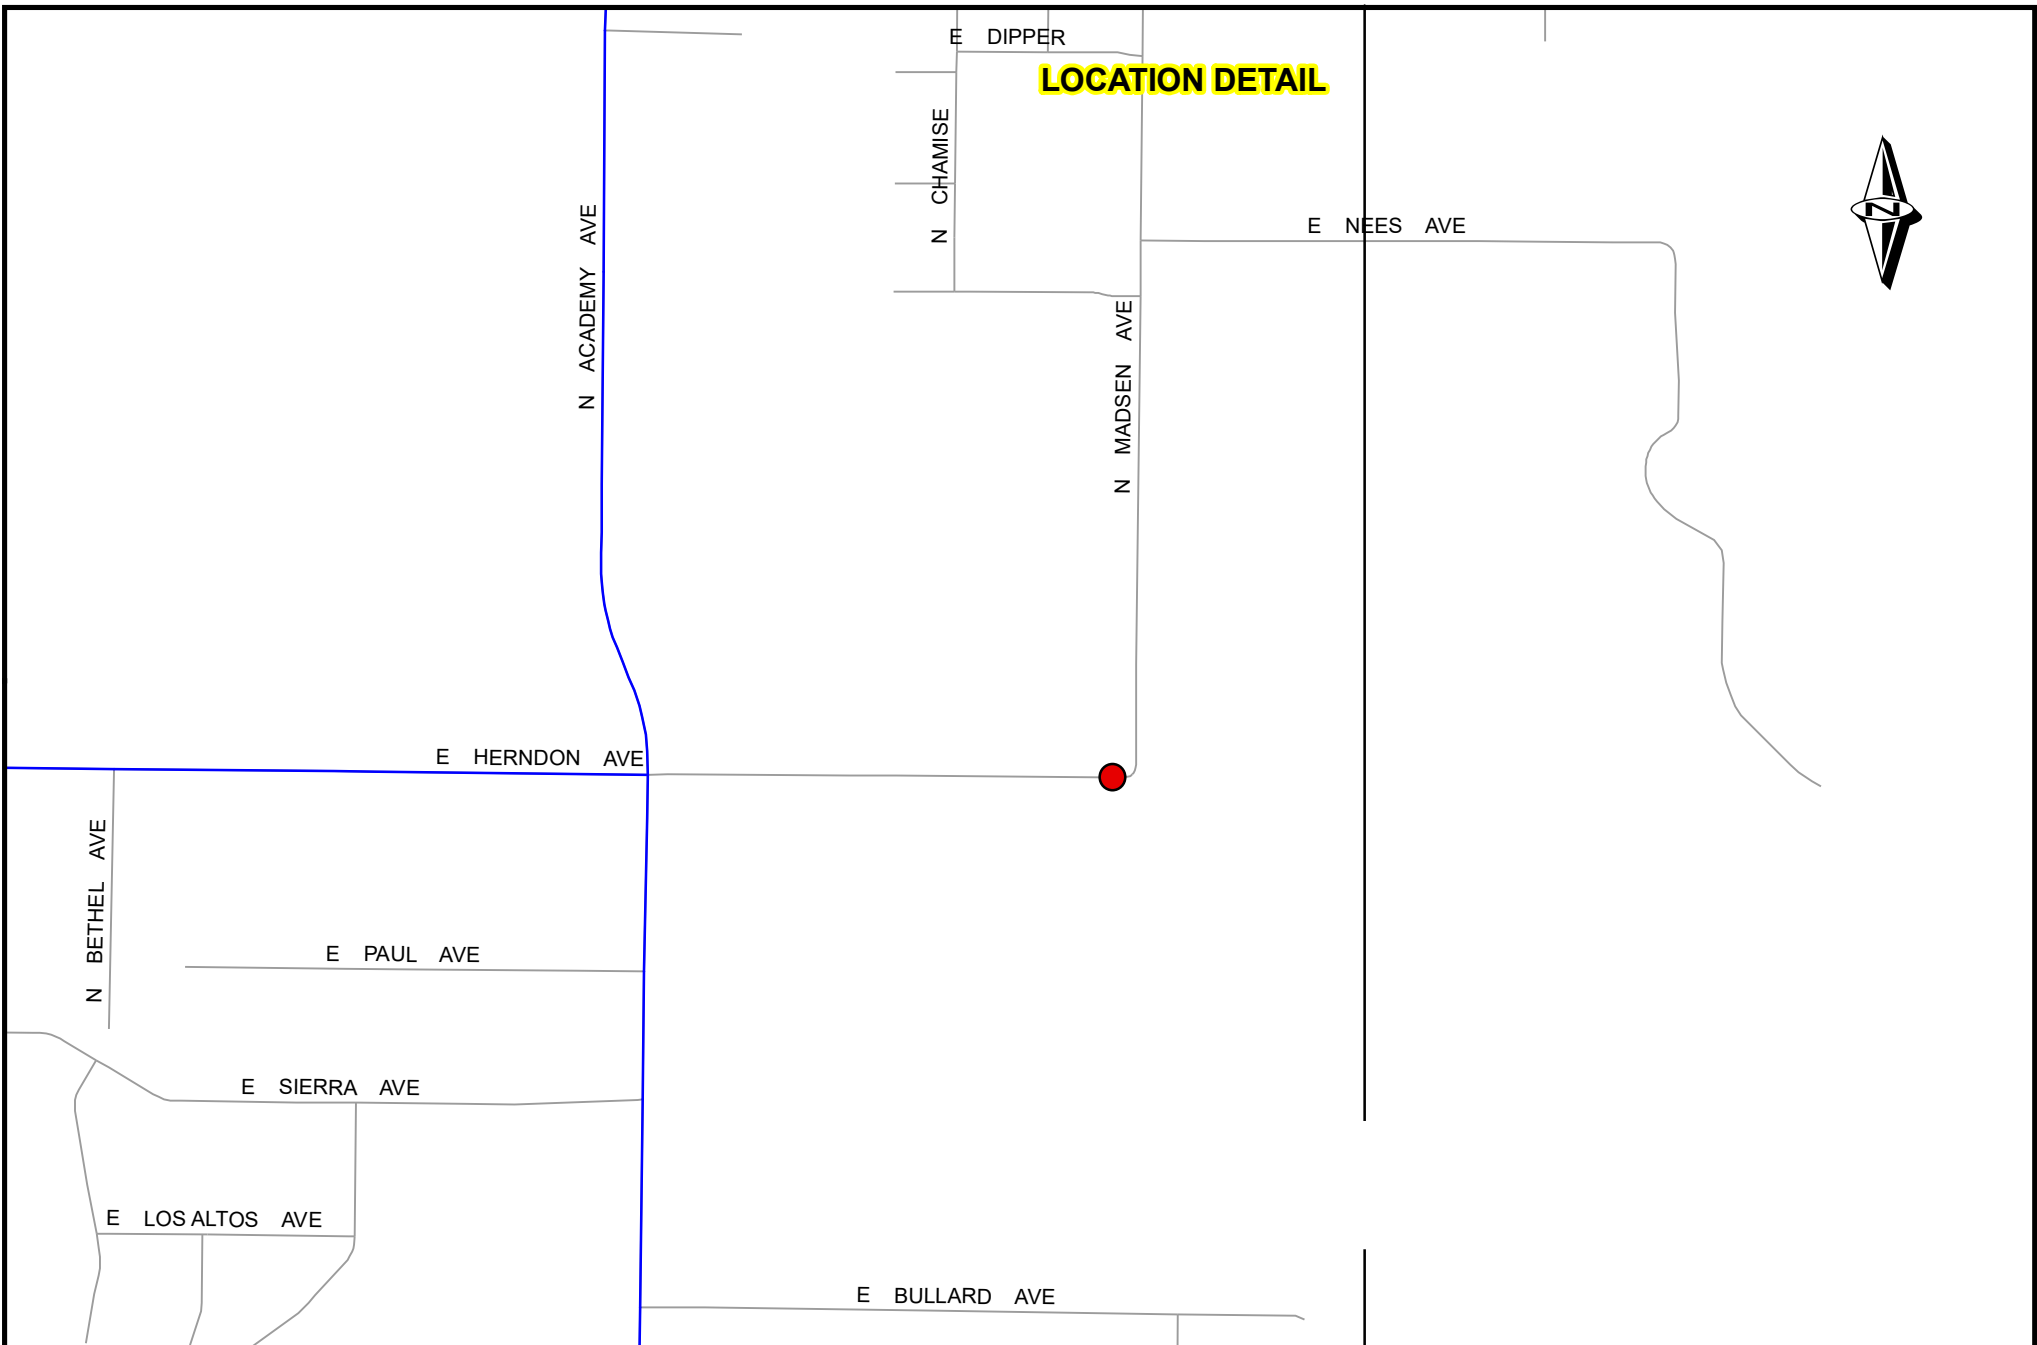 E DIPPER
LOCATION DETAIL
N CHAMISE
N ACADEMY AVE
E NEES AVE
N
N MADSEN AVE
E HERNDON AVE
N BETHEL AVE
E PAUL AVE
E SIERRA AVE
E LOS ALTOS AVE
E BULLARD AVE